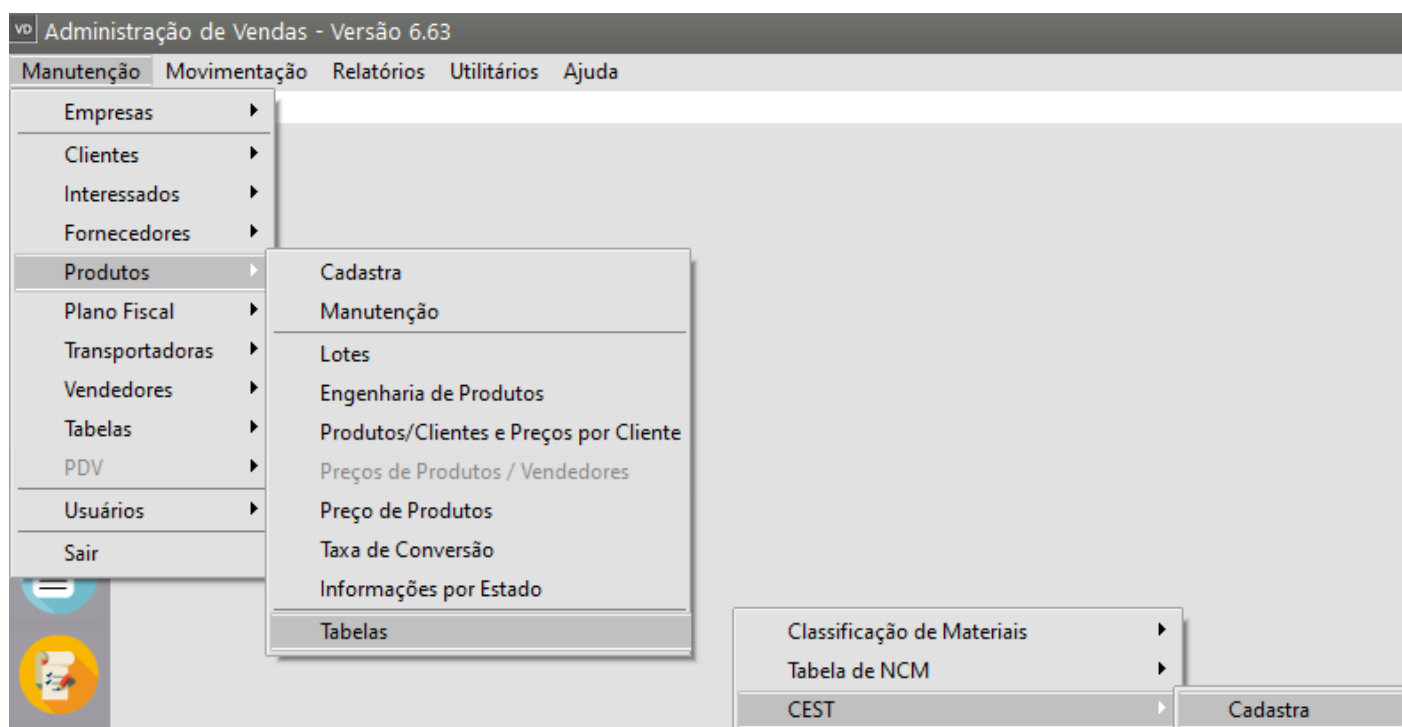 VD Administração de Vendas - Versão 6.63
Manutenção Movimentação Relatórios Utilitários Ajuda
Empresas
Clientes
Interessados
Fornecedores
Produtos
Plano Fiscal
Transportadoras
Vendedores
Tabelas
PDV
Usuários
Sair
Cadastra
Manutenção
Lotes
Engenharia de Produtos
Produtos/Clientes e Preços por Cliente
Preços de Produtos / Vendedores
Preço de Produtos
Taxa de Conversão
Informações por Estado
Tabelas
Classificação de Materiais
Tabela de NCM
CEST
Cadastra